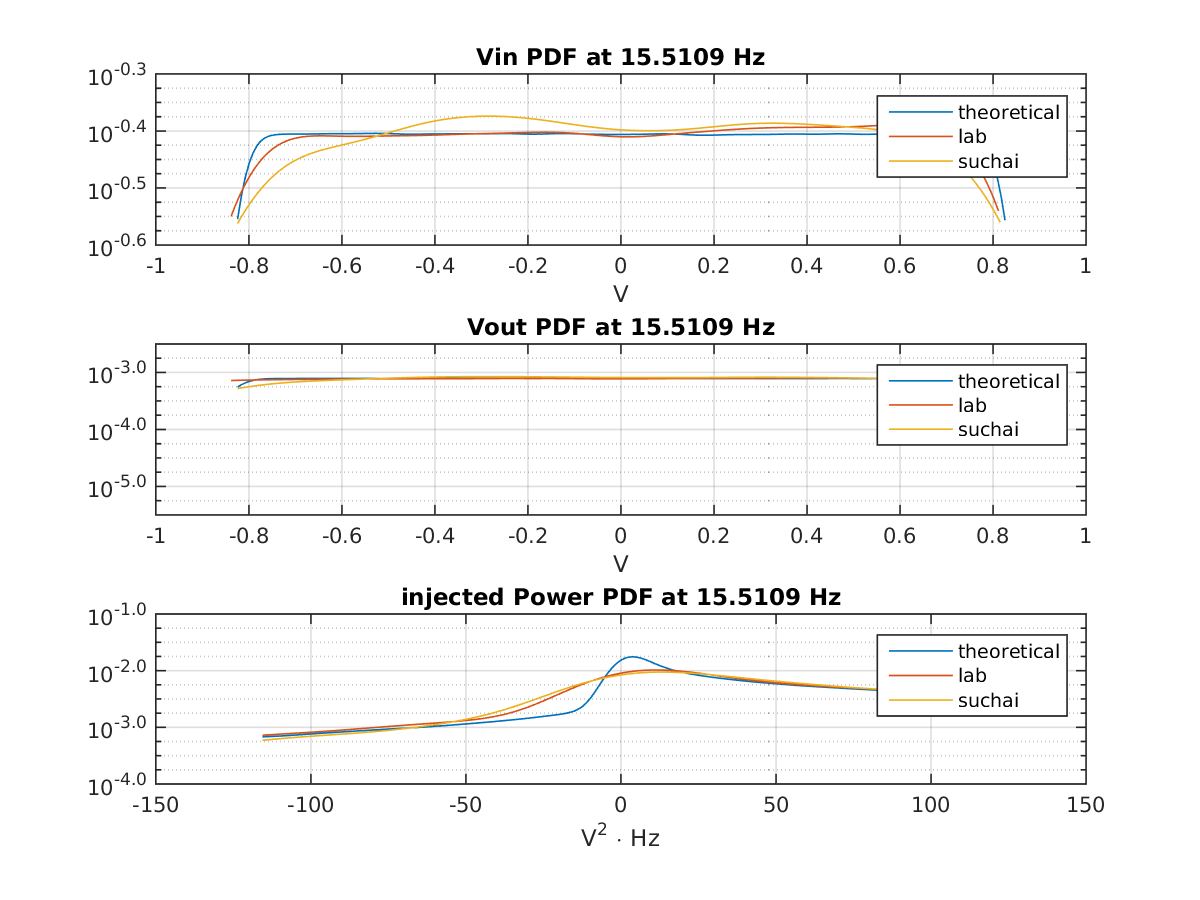 Vin PDF at 15.5109 Hz
10^-0.3
10^-0.4
10^-0.5
10^-0.6
theoretical
lab
suchai
-1 -0.8 -0.6 -0.4 -0.2 0 0.2 0.4 0.6 0.8 1
V
Vout PDF at 15.5109 Hz
10^-3.0
10^-4.0
10^-5.0
theoretical
lab
suchai
-1 -0.8 -0.6 -0.4 -0.2 0 0.2 0.4 0.6 0.8 1
V
injected Power PDF at 15.5109 Hz
10^-1.0
10^-2.0
10^-3.0
10^-4.0
theoretical
lab
suchai
-150 -100 -50 0 50 100 150
V^2 · Hz